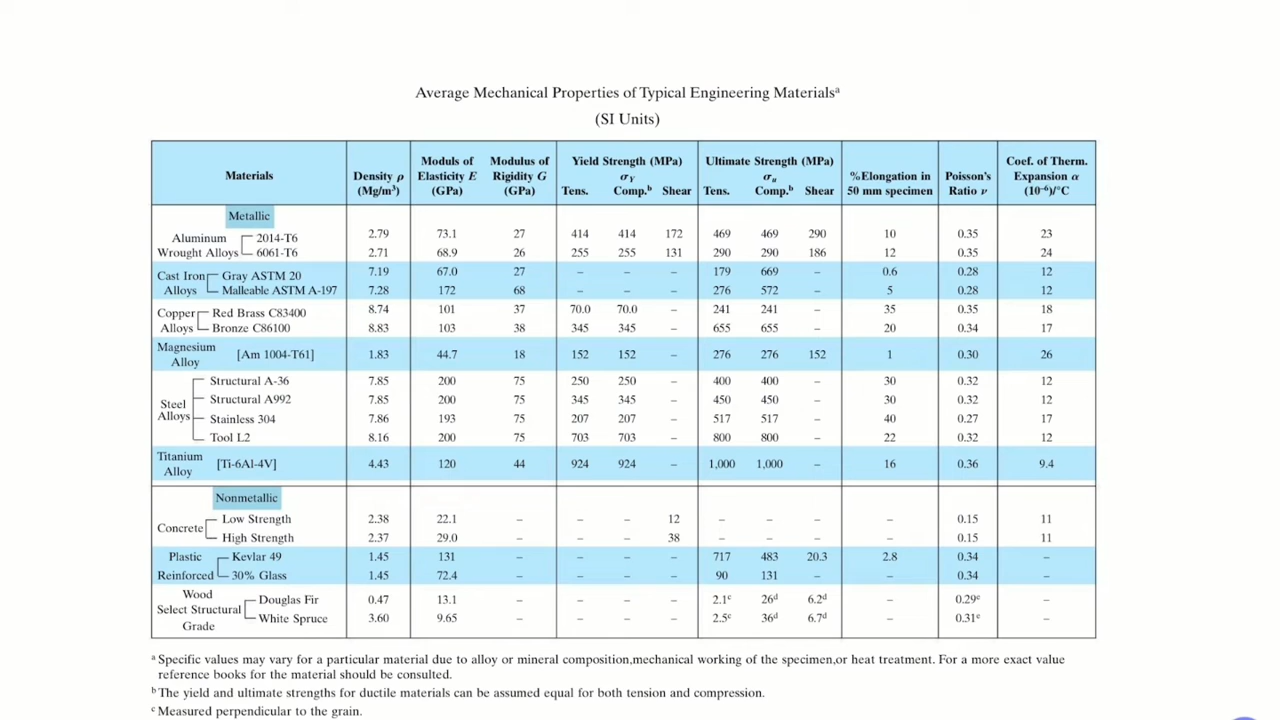 Average Mechanical Properties of Typical Engineering Materialsᵃ
(SI Units)
Materials Density ρ (Mg/m³) Moduls of Elasticity E (GPa) Modulus of Rigidity G (GPa) Yield Strength (MPa) σY Tens. Comp.ᵇ Shear Ultimate Strength (MPa) σu Tens. Comp.ᵇ Shear %Elongation in 50 mm specimen Poisson's Ratio ν Coef. of Therm. Expansion α (10⁻⁶)/°C
Metallic
Aluminum Wrought Alloys
2014-T6 2.79 73.1 27 414 414 172 469 469 290 10 0.35 23
6061-T6 2.71 68.9 26 255 255 131 290 290 186 12 0.35 24
Cast Iron Alloys
Gray ASTM 20 7.19 67.0 27 – – – 179 669 – 0.6 0.28 12
Malleable ASTM A-197 7.28 172 68 – – – 276 572 – 5 0.28 12
Copper Alloys
Red Brass C83400 8.74 101 37 70.0 70.0 – 241 241 – 35 0.35 18
Bronze C86100 8.83 103 38 345 345 – 655 655 – 20 0.34 17
Magnesium Alloy
[Am 1004-T61] 1.83 44.7 18 152 152 – 276 276 152 1 0.30 26
Steel Alloys
Structural A-36 7.85 200 75 250 250 – 400 400 – 30 0.32 12
Structural A992 7.85 200 75 345 345 – 450 450 – 30 0.32 12
Stainless 304 7.86 193 75 207 207 – 517 517 – 40 0.27 17
Tool L2 8.16 200 75 703 703 – 800 800 – 22 0.32 12
Titanium Alloy
[Ti-6Al-4V] 4.43 120 44 924 924 – 1,000 1,000 – 16 0.36 9.4
Nonmetallic
Concrete
Low Strength 2.38 22.1 – – – 12 – – – – 0.15 11
High Strength 2.37 29.0 – – – 38 – – – – 0.15 11
Plastic Reinforced
Kevlar 49 1.45 131 – – – – 717 483 20.3 2.8 0.34 –
30% Glass 1.45 72.4 – – – – 90 131 – – 0.34 –
Wood Select Structural Grade
Douglas Fir 0.47 13.1 – – – – 2.1ᶜ 26ᵈ 6.2ᵈ – 0.29ᵉ –
White Spruce 3.60 9.65 – – – – 2.5ᶜ 36ᵈ 6.7ᵈ – 0.31ᵉ –
ᵃ Specific values may vary for a particular material due to alloy or mineral composition,mechanical working of the specimen,or heat treatment. For a more exact value
reference books for the material should be consulted.
ᵇ The yield and ultimate strengths for ductile materials can be assumed equal for both tension and compression.
ᶜ Measured perpendicular to the grain.